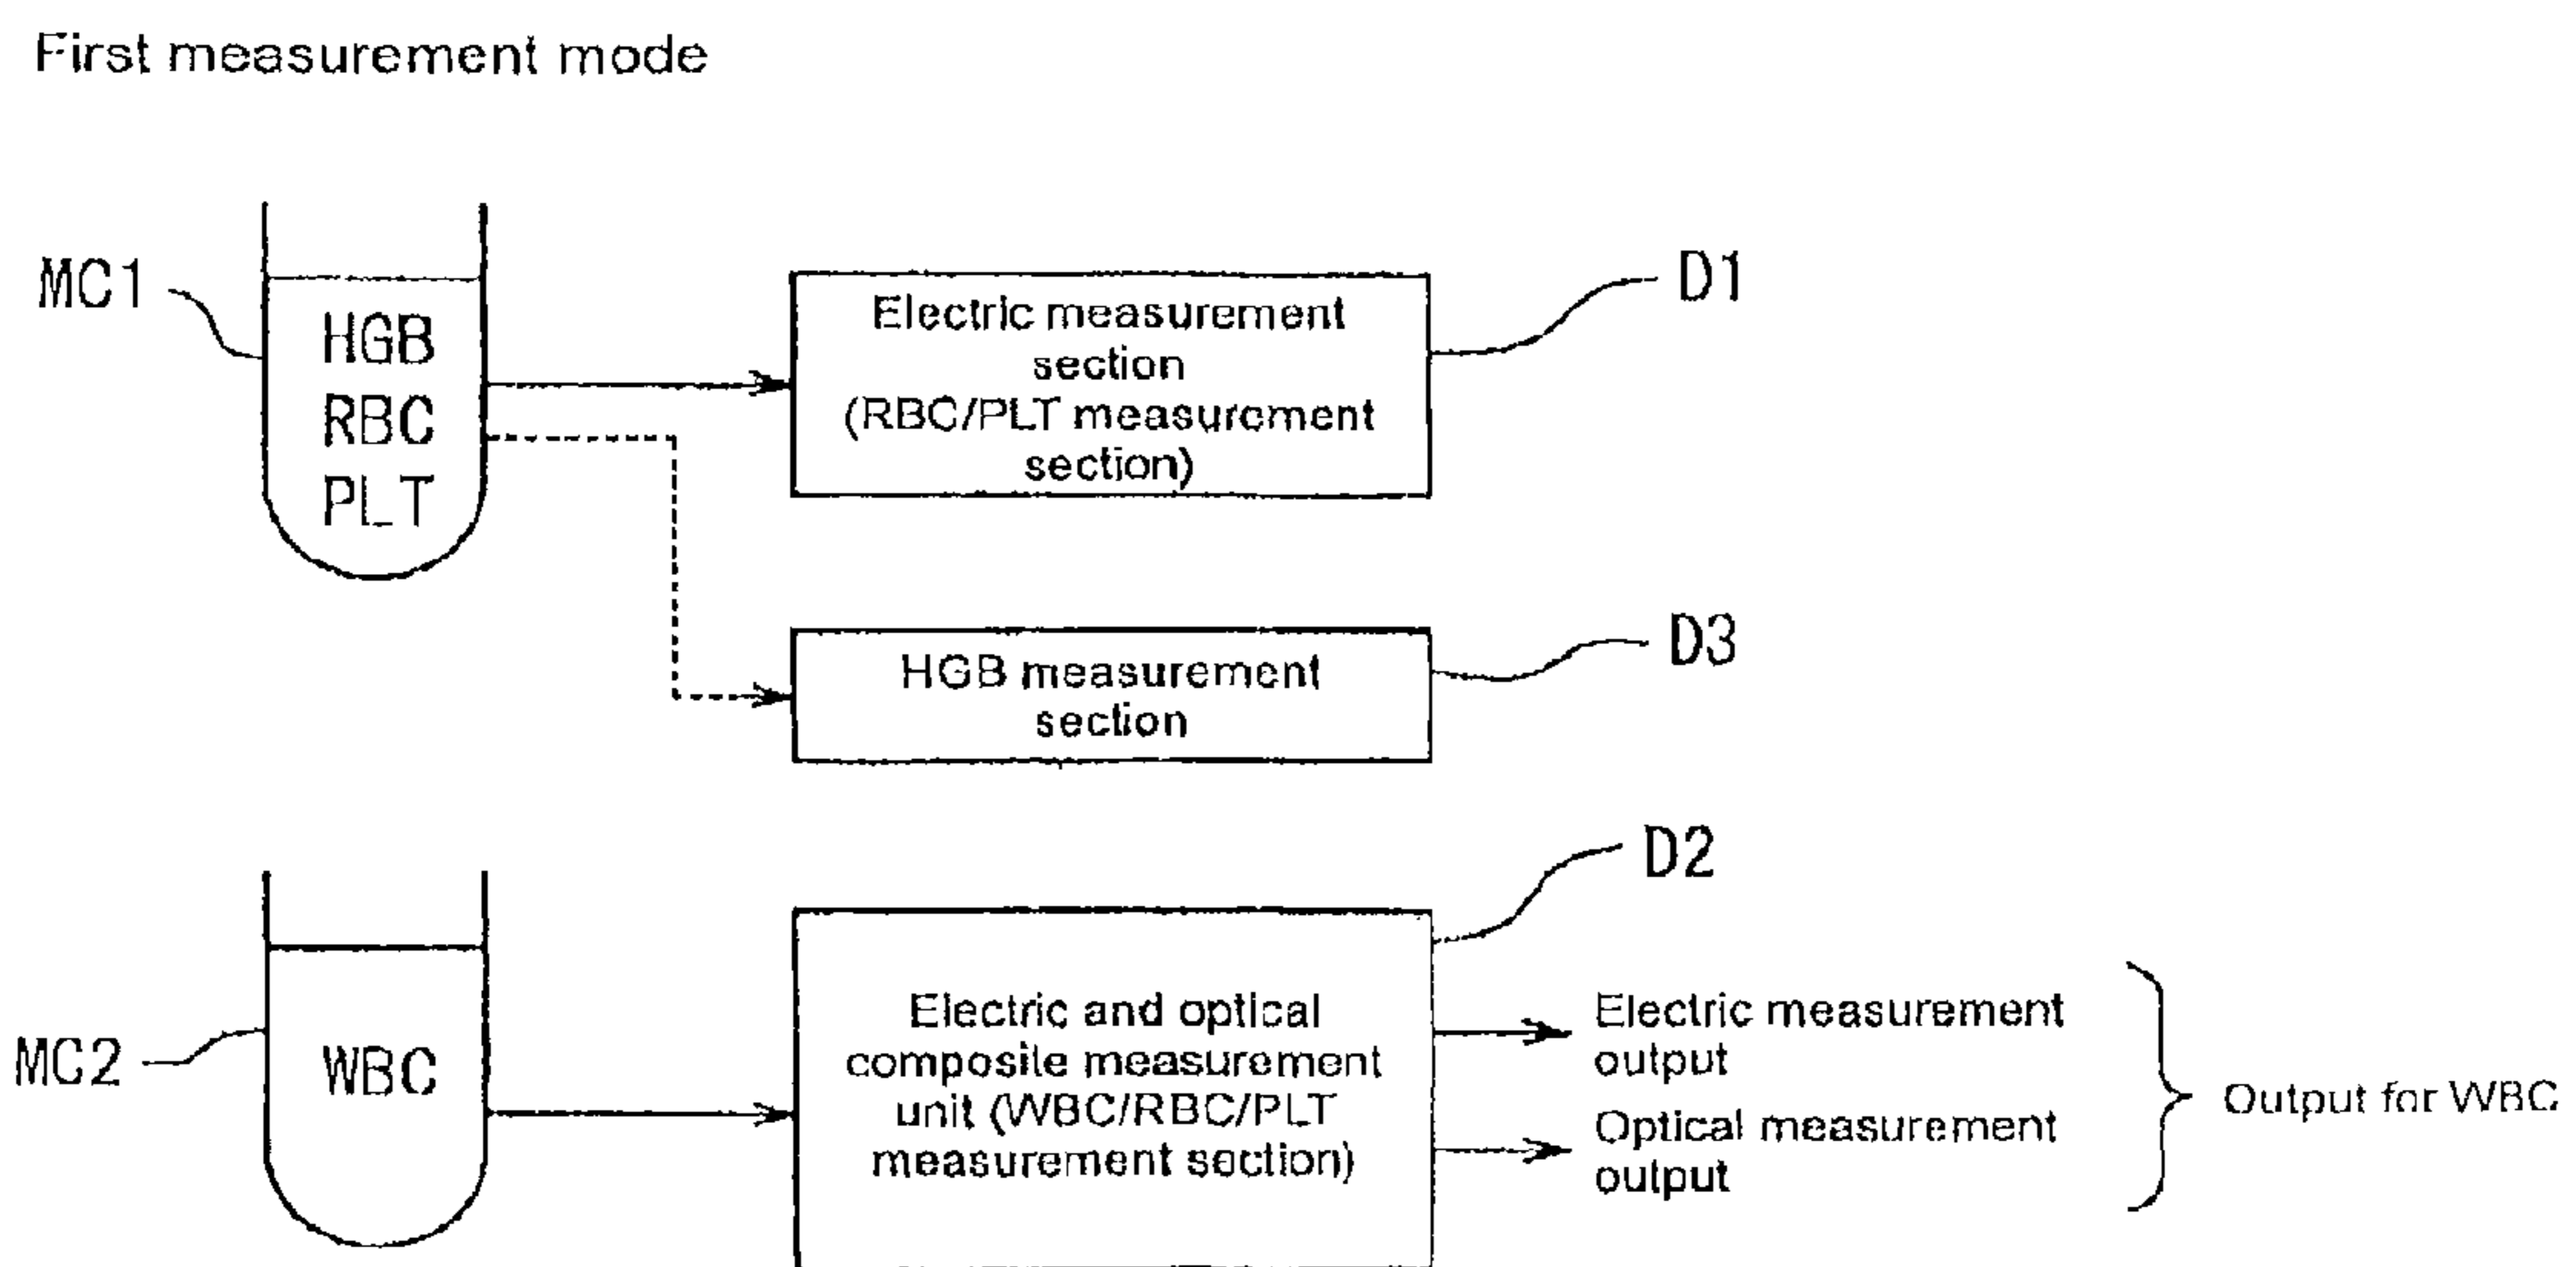 First measurement mode
MC1
HGB
RBC
PLT
Electric measurement
section
(RBC/PLT measurement
section)
D1
HGB measurement
section
D3
MC2
WBC
Electric and optical
composite measurement
unit (WBC/RBC/PLT
measurement section)
D2
Electric measurement
output
Optical measurement
output
Output for WBC